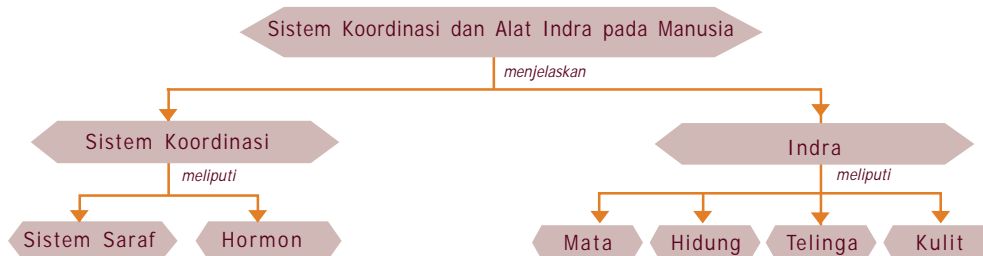 Sistem Koordinasi dan Alat Indra pada Manusia
menjelaskan
Sistem Koordinasi
Indra
meliputi
meliputi
Sistem Saraf
Hormon
Mata
Hidung
Telinga
Kulit